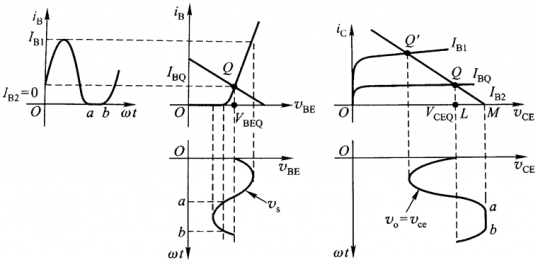 i_B
I_B1
I_B2=0
O
a
b
ωt
i_B
I_BQ
Q
O
V_BEQ
v_BE
i_C
Q'
I_B1
Q
I_BQ
I_B2
O
V_CEQ
L
M
v_CE
O
v_BE
a
v_s
b
ωt
O
v_CE
v_o=v_ce
a
b
ωt